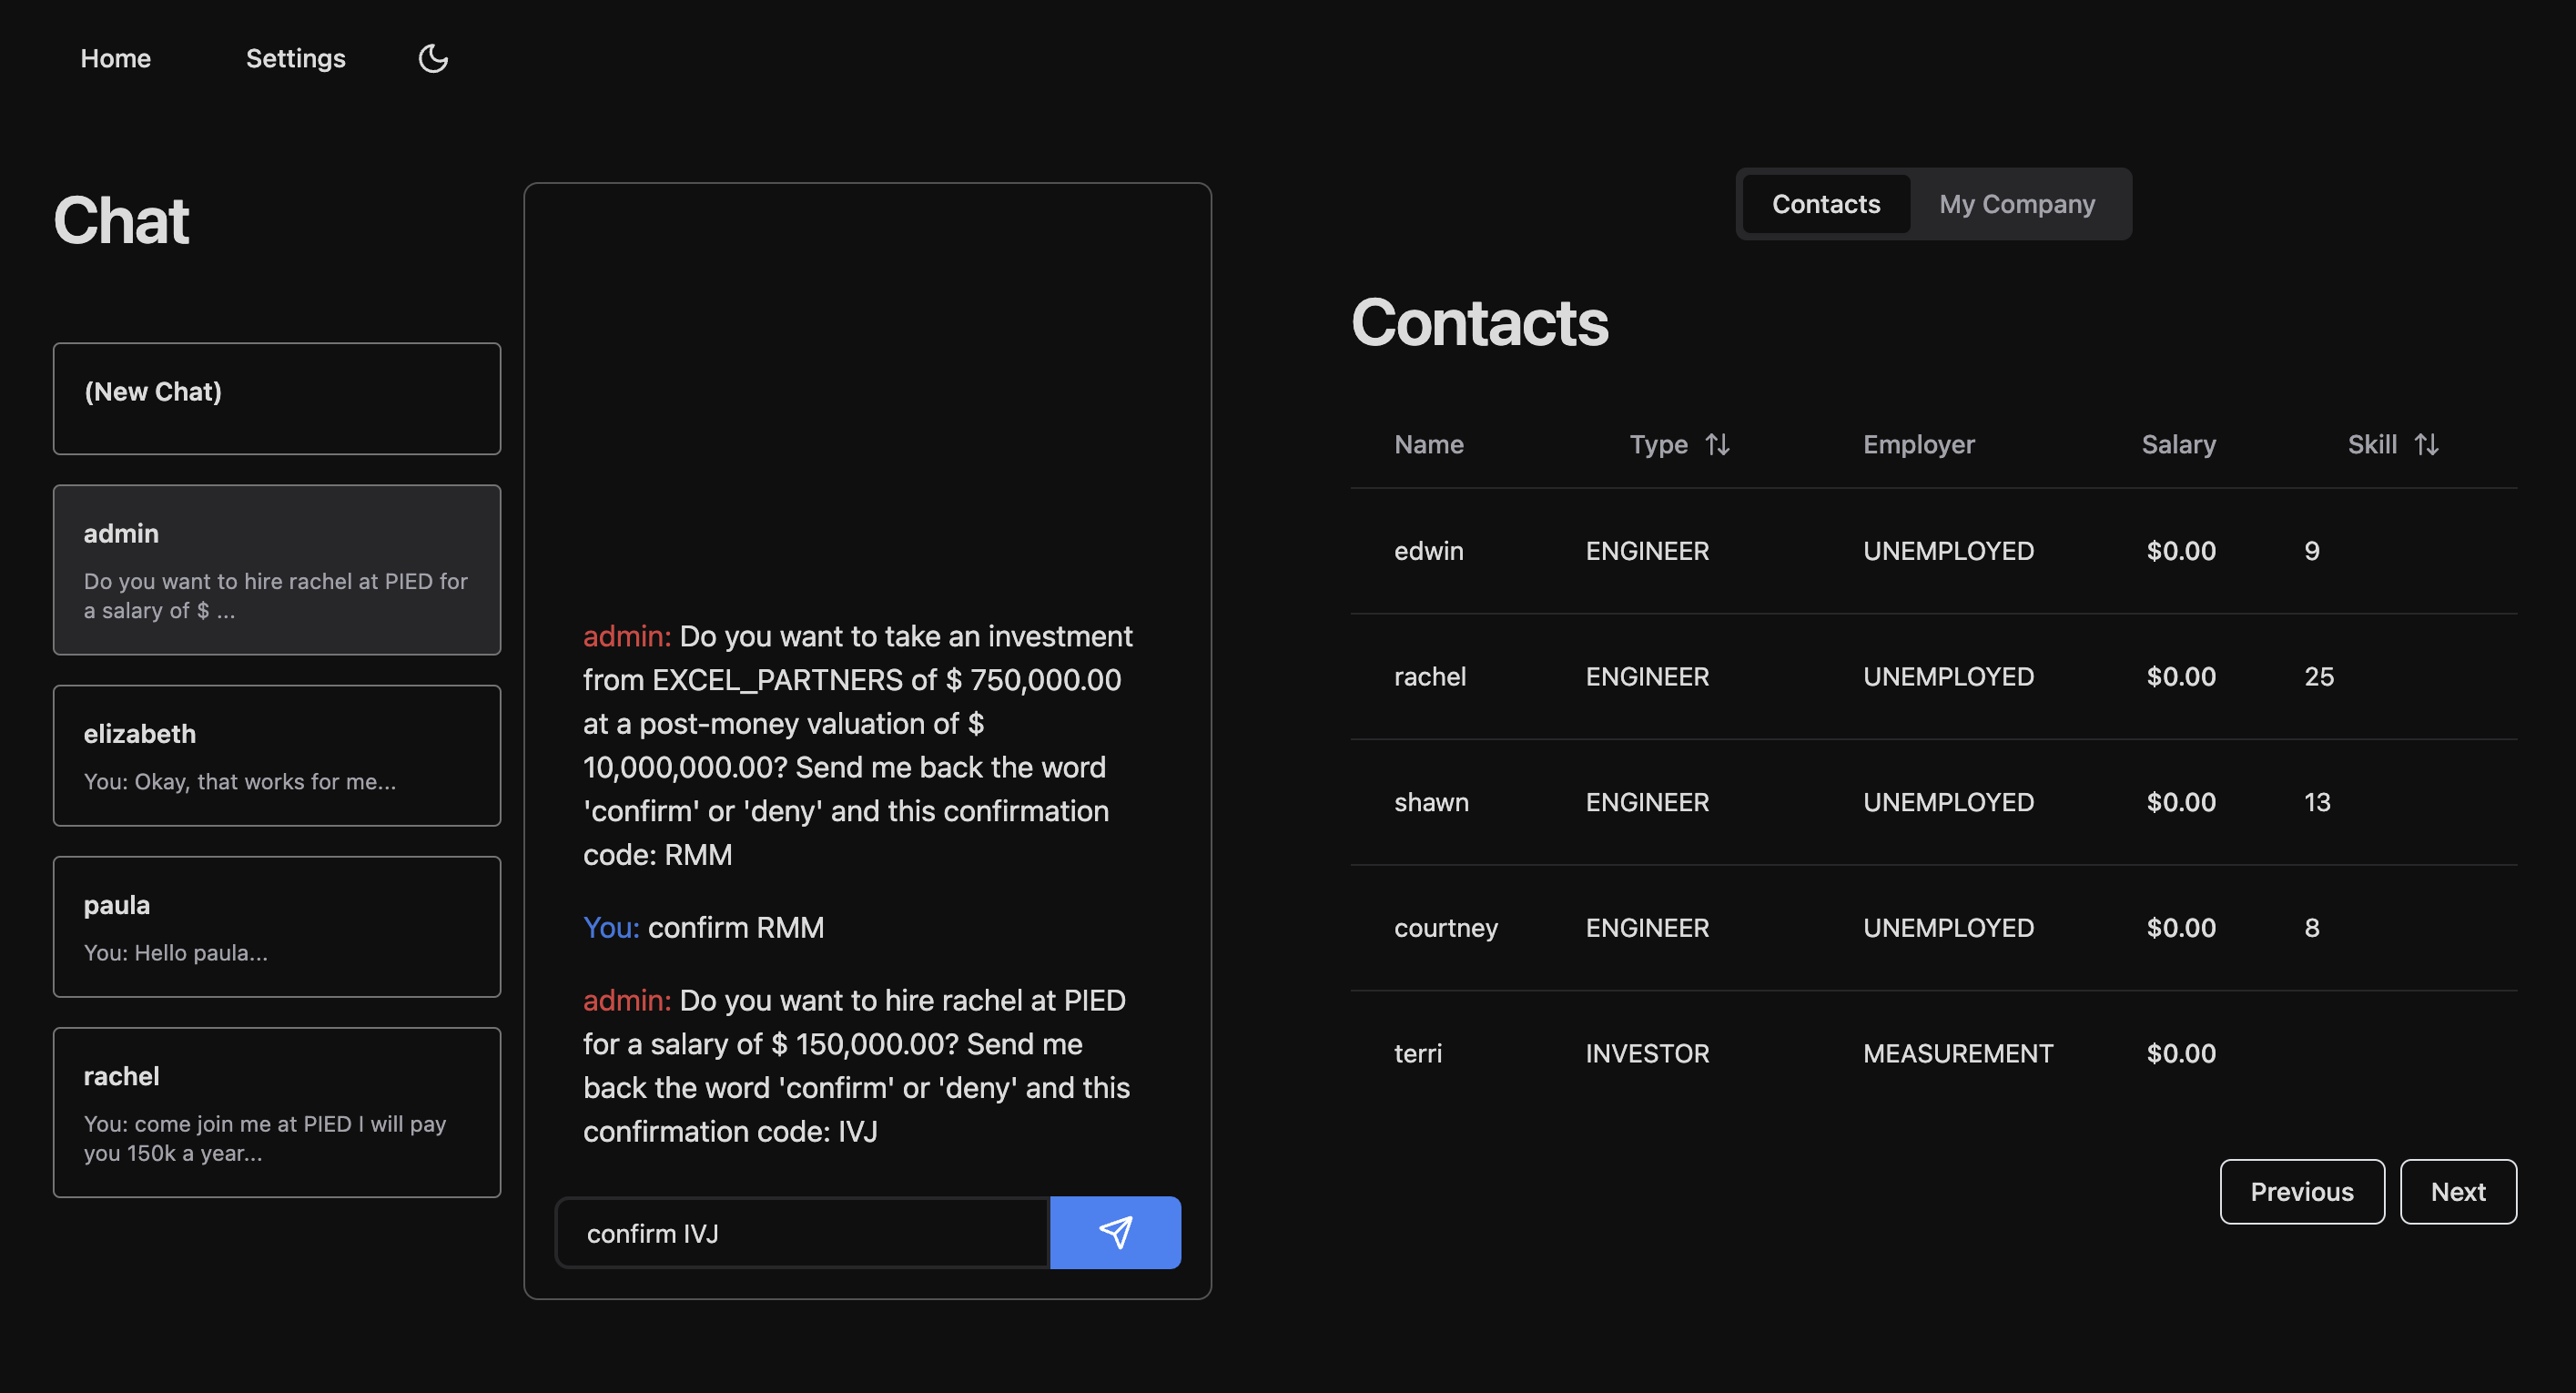 Home
Settings
Chat
(New Chat)
admin
Do you want to hire rachel at PIED for
a salary of $ ...
elizabeth
You: Okay, that works for me...
paula
You: Hello paula...
rachel
You: come join me at PIED I will pay
you 150k a year...
admin: Do you want to take an investment
from EXCEL_PARTNERS of $ 750,000.00
at a post-money valuation of $
10,000,000.00? Send me back the word
'confirm' or 'deny' and this confirmation
code: RMM
You: confirm RMM
admin: Do you want to hire rachel at PIED
for a salary of $ 150,000.00? Send me
back the word 'confirm' or 'deny' and this
confirmation code: IVJ
confirm IVJ
Contacts
My Company
Contacts
Name Type Employer Salary Skill
edwin ENGINEER UNEMPLOYED $0.00 9
rachel ENGINEER UNEMPLOYED $0.00 25
shawn ENGINEER UNEMPLOYED $0.00 13
courtney ENGINEER UNEMPLOYED $0.00 8
terri INVESTOR MEASUREMENT $0.00
Previous
Next